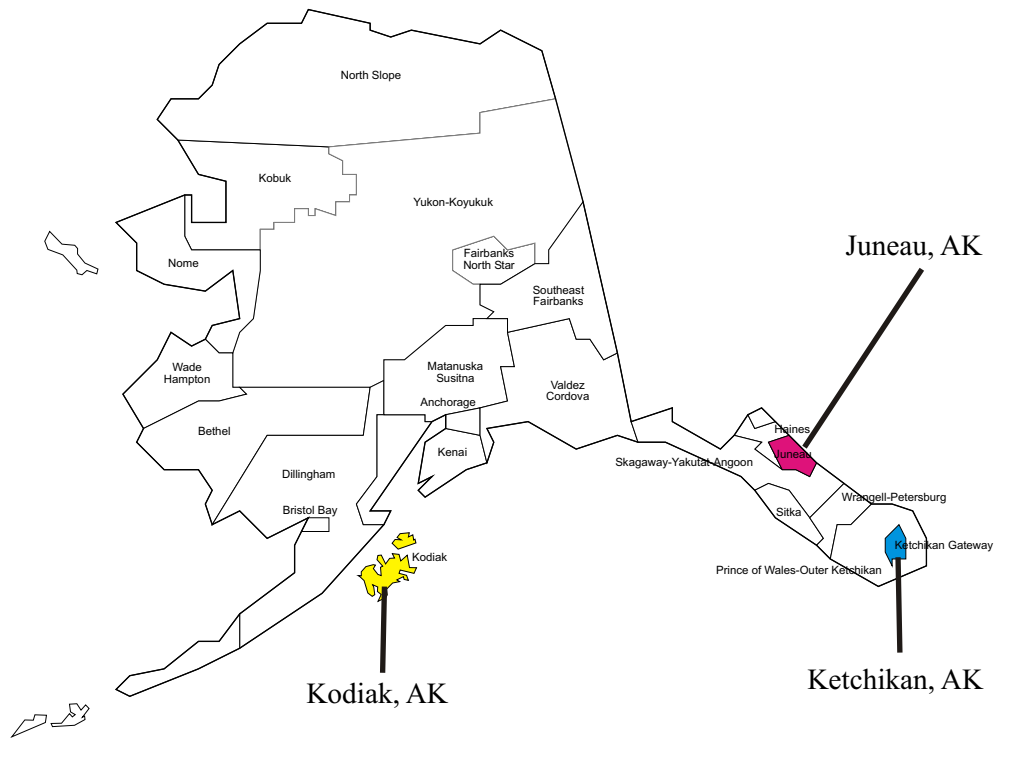 North Slope
Kobuk
Yukon-Koyukuk
Nome
Fairbanks
North Star
Southeast
Fairbanks
Juneau, AK
Wade
Hampton
Matanuska
Susitna
Anchorage
Valdez
Cordova
Bethel
Kenai
Haines
Juneau
Skagaway-Yakutat-Angoon
Dillingham
Bristol Bay
Sitka
Wrangell-Petersburg
Kodiak
Ketchikan Gateway
Prince of Wales-Outer Ketchikan
Kodiak, AK
Ketchikan, AK